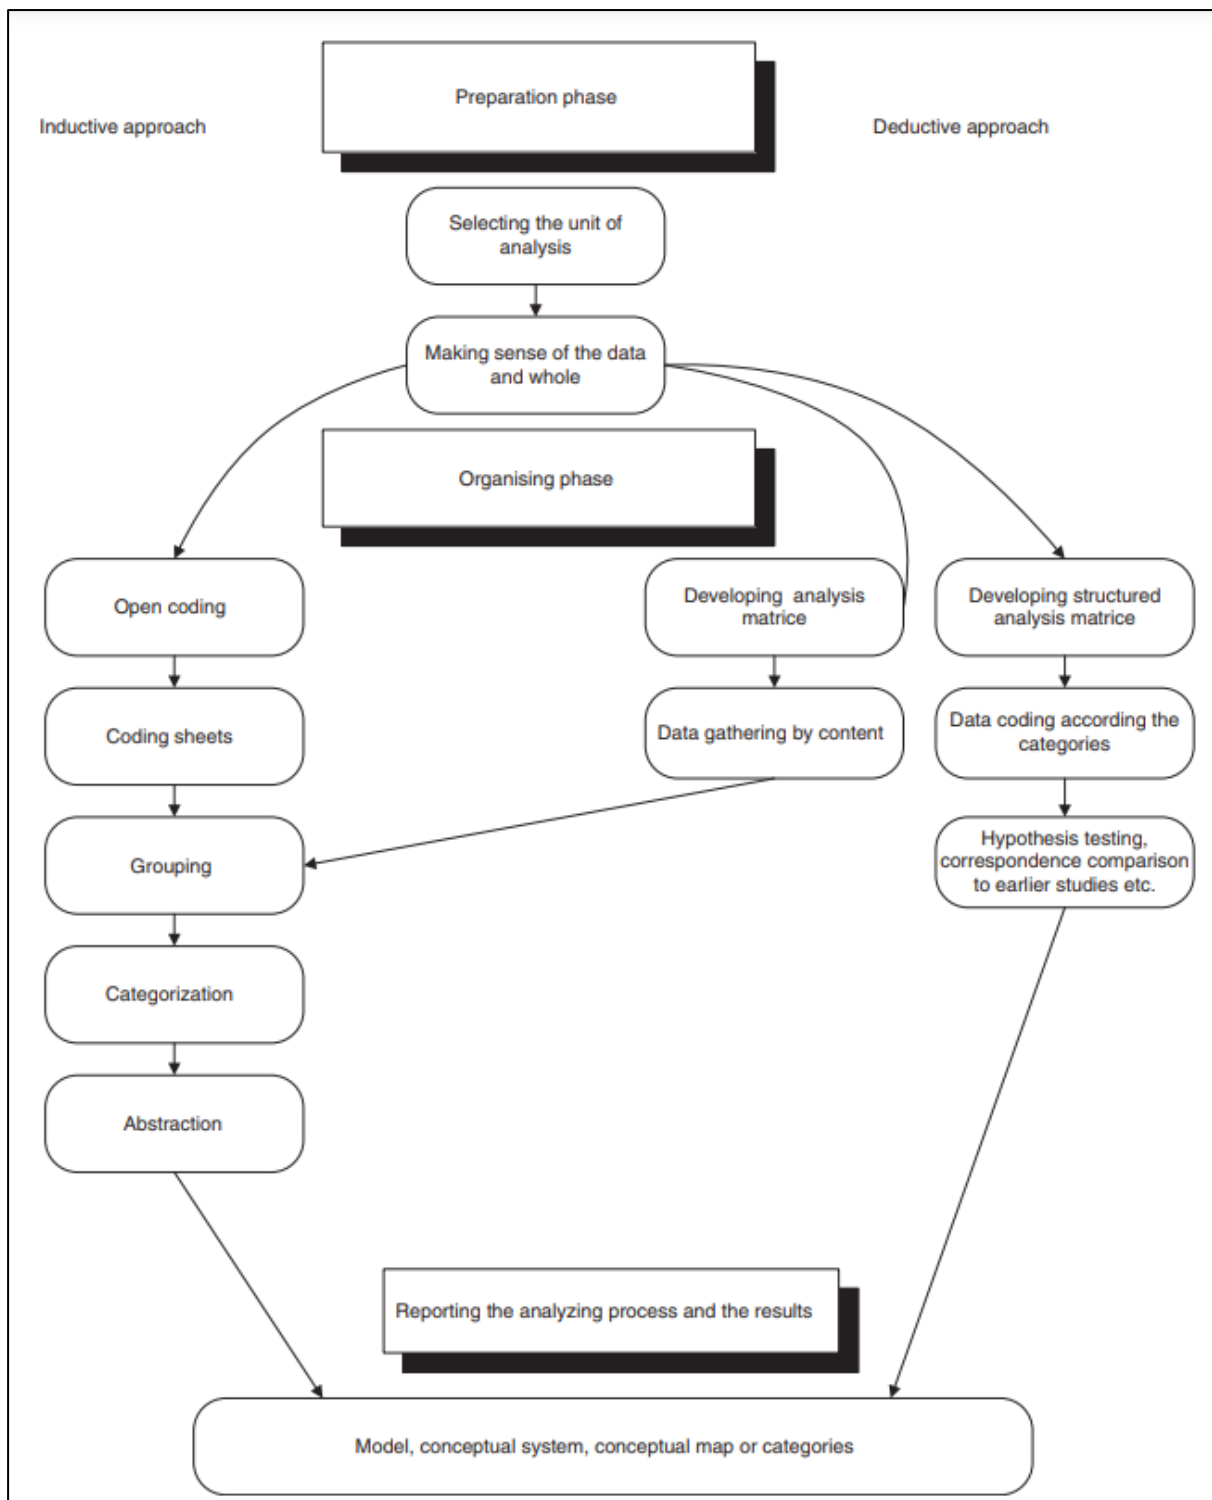 Preparation phase
Inductive approach
Deductive approach
Selecting the unit of
analysis
Making sense of the data
and whole
Organising phase
Open coding
Developing analysis
matrice
Developing structured
analysis matrice
Coding sheets
Data gathering by content
Data coding according the
categories
Grouping
Hypothesis testing,
correspondence comparison
to earlier studies etc.
Categorization
Abstraction
Reporting the analyzing process and the results
Model, conceptual system, conceptual map or categories